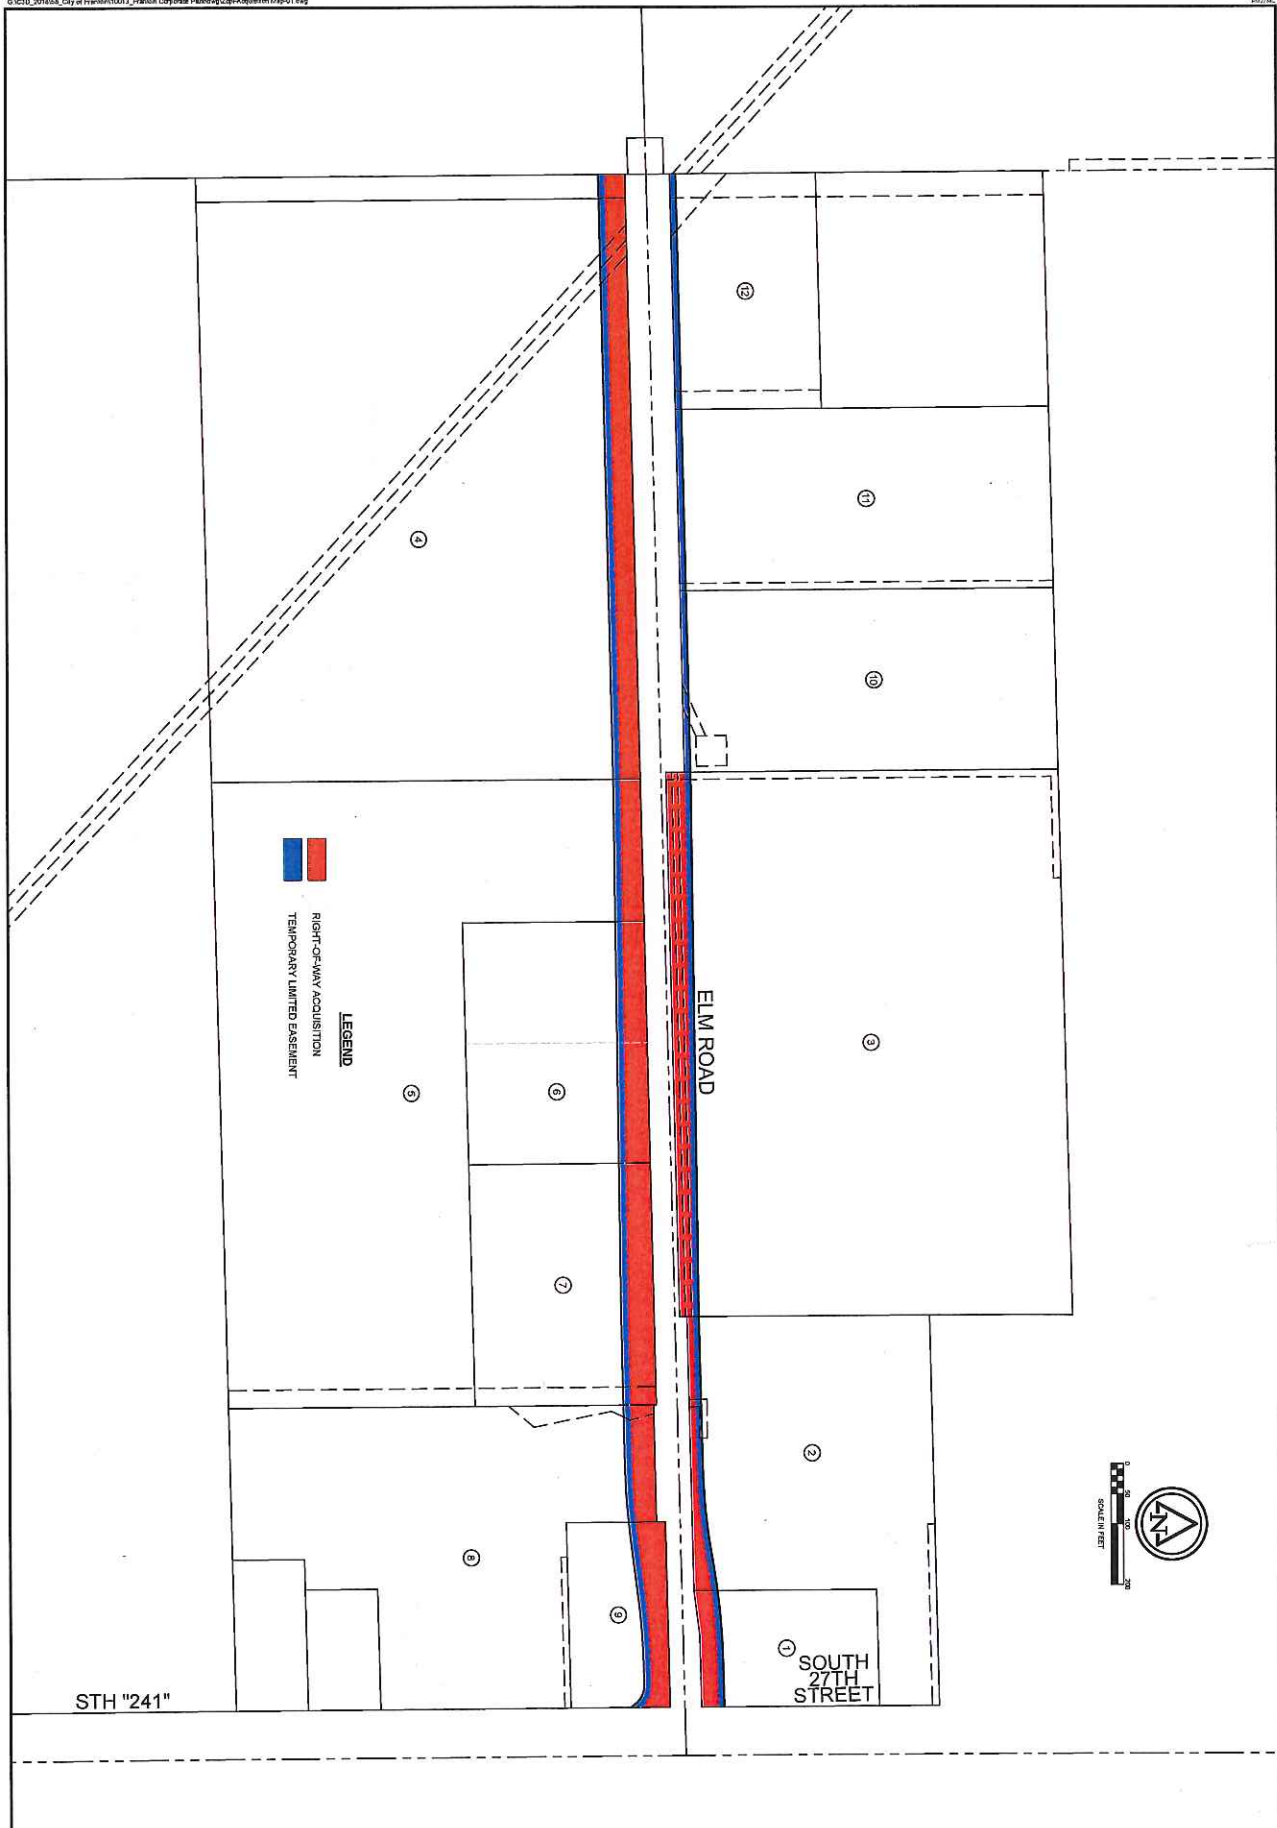 12
11
4
10
RIGHT-OF-WAY ACQUISITION
TEMPORARY LIMITED EASEMENT
LEGEND
ELM ROAD
3
5
6
7
2
0
50
100
200
SCALE IN FEET
N
8
9
1
SOUTH
27TH
STREET
STH "241"